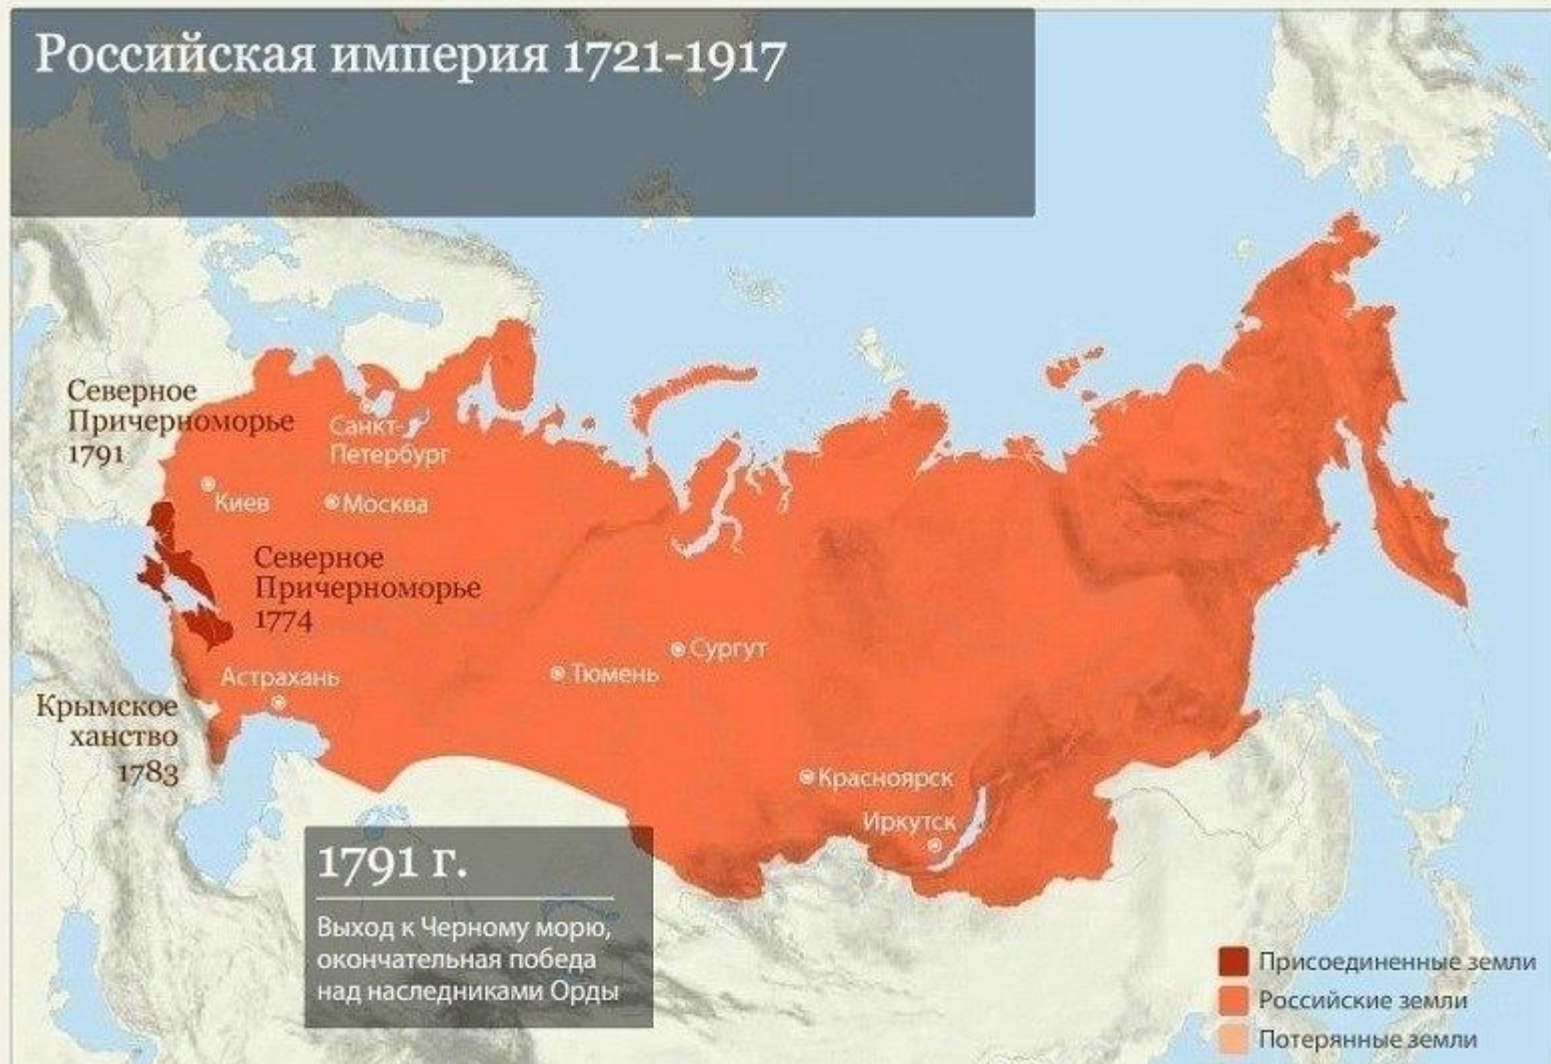 Российская империя 1721-1917
Северное
Причерноморье
1791
Санкт-
Петербург
Киев
Москва
Северное
Причерноморье
1774
Сургут
Тюмень
Астрахань
Крымское
ханство
1783
Красноярск
Иркутск
1791 г.
Выход к Черному морю,
окончательная победа
над наследниками Орды
Присоединенные земли
Российские земли
Потерянные земли